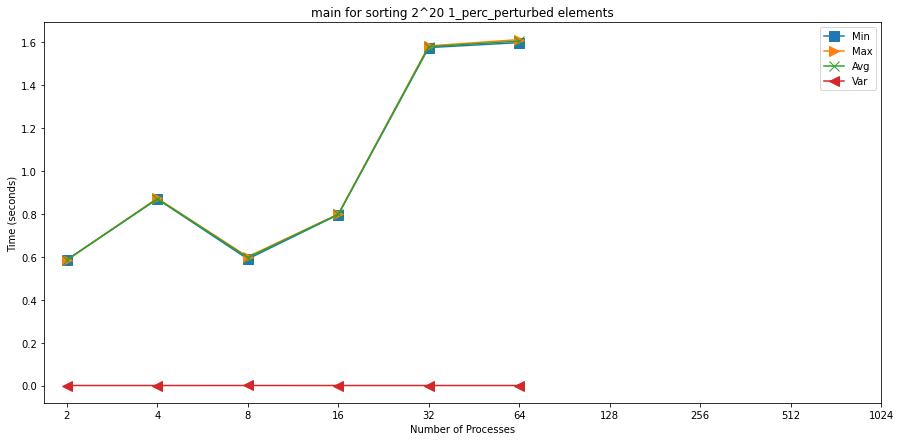 main for sorting 2^20 1_perc_perturbed elements
Time (seconds)
1.6
1.4
1.2
1.0
0.8
0.6
0.4
0.2
0.0
Min
Max
Avg
Var
2 4 8 16 32 64 128 256 512 1024
Number of Processes